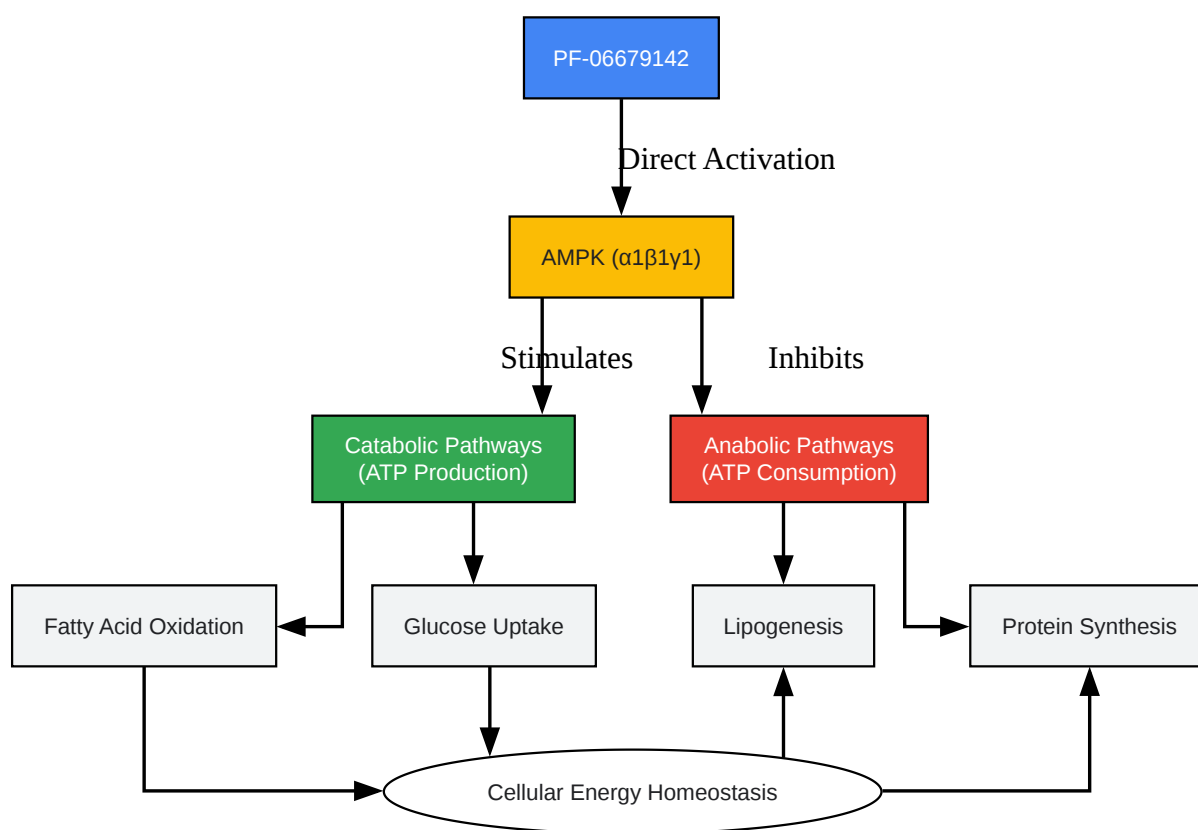 PF-06679142
Direct Activation
AMPK (α1β1γ1)
Stimulates
Inhibits
Catabolic Pathways
(ATP Production)
Anabolic Pathways
(ATP Consumption)
Fatty Acid Oxidation
Glucose Uptake
Lipogenesis
Protein Synthesis
Cellular Energy Homeostasis